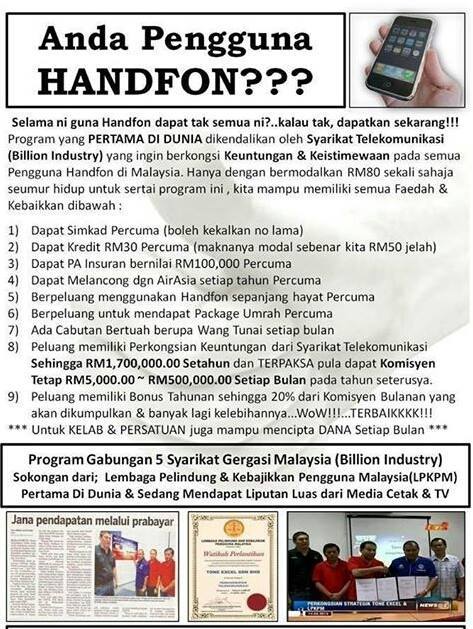 Anda Pengguna
HANDFON???
Selama ni guna Handfon dapat tak semua ni?..kalau tak, dapatkan sekarang!!!
Program yang PERTAMA DI DUNIA dikendalikan oleh Syarikat Telekomunikasi
(Billion Industry) yang ingin berkongsi Keuntungan & Keistimewaan pada semua
Pengguna Handfon di Malaysia. Hanya dengan bermodalkan RM80 sekali sahaja
seumur hidup untuk sertai program ini , kita mampu memiliki semua Faedah &
Kebaikkan dibawah :
1) Dapat Simkad Percuma (boleh kekalkan no lama)
2) Dapat Kredit RM30 Percuma (maknanya modal sebenar kita RM50 jelah)
3) Dapat PA Insuran bernilai RM100,000 Percuma
4) Dapat Melancong dgn AirAsia setiap tahun Percuma
5) Berpeluang menggunakan Handfon sepanjang hayat Percuma
6) Berpeluang untuk mendapat Package Umrah Percuma
7) Ada Cabutan Bertuah berupa Wang Tunai setiap bulan
8) Peluang memiliki Perkongsian Keuntungan dari Syarikat Telekomunikasi
Sehingga RM1,700,000.00 Setahun dan TERPAKSA pula dapat Komisyen
Tetap RM5,000.00 ~ RM500,000.00 Setiap Bulan pada tahun seterusya.
9) Peluang memiliki Bonus Tahunan sehingga 20% dari Komisyen Bulanan yang
akan dikumpulkan & banyak lagi kelebihannya...WoW!!!...TERBAIKKKK!!!
*** Untuk KELAB & PERSATUAN juga mampu mencipta DANA Setiap Bulan ***
Program Gabungan 5 Syarikat Gergasi Malaysia (Billion Industry)
Sokongan dari; Lembaga Pelindung & Kebajikkan Pengguna Malaysia(LPKPM)
Pertama Di Dunia & Sedang Mendapat Liputan Luas dari Media Cetak & TV
Jana pendapatan melalui prabayar
Watikah Perlantikan
TONE EXCEL SDN BHD
PERKONGSIAN STRATEGIK TONE EXCEL &
LPKPM